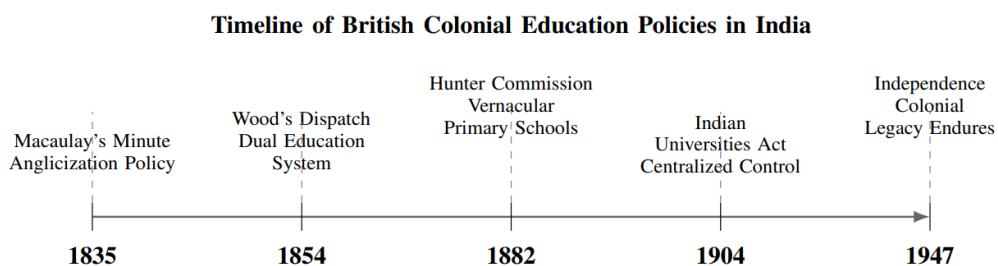 Timeline of British Colonial Education Policies in India
Macaulay's Minute
Anglicization Policy
Wood's Dispatch
Dual Education
System
Hunter Commission
Vernacular
Primary Schools
Indian
Universities Act
Centralized Control
Independence
Colonial
Legacy Endures
1835
1854
1882
1904
1947